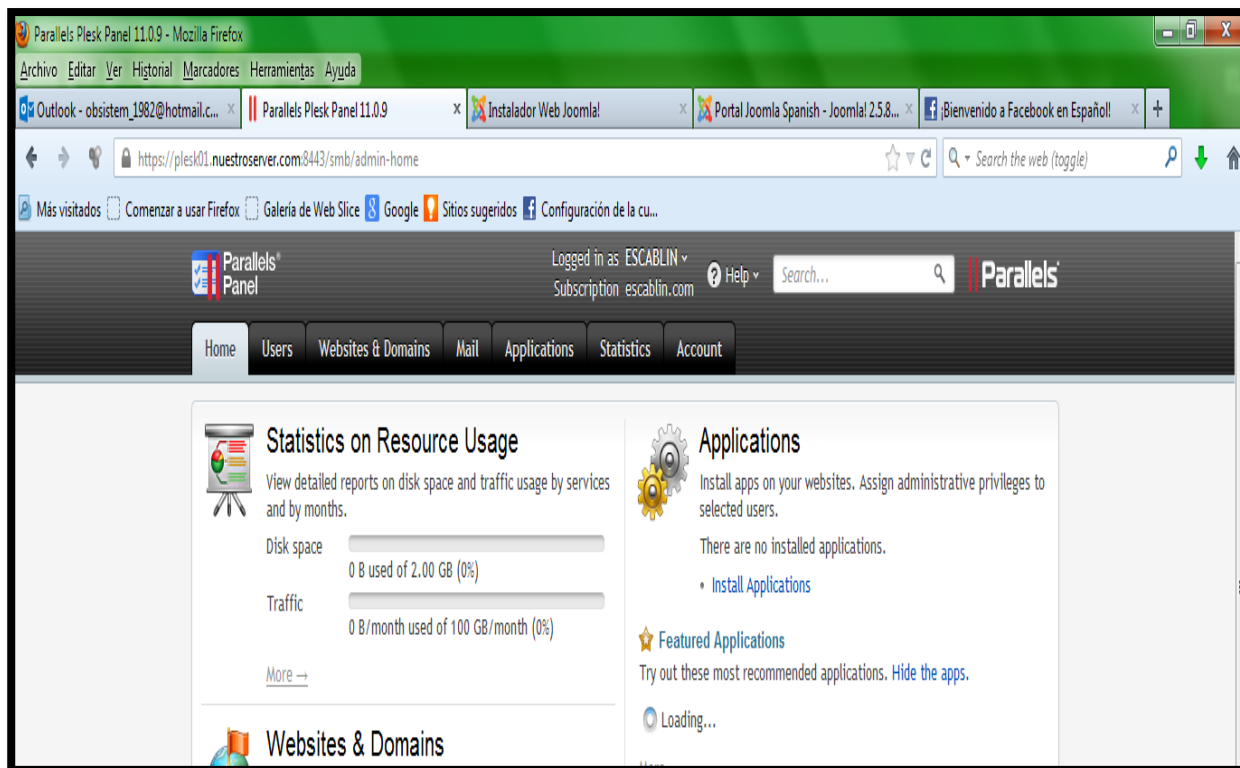 Parallels Plesk Panel 11.0.9 - Mozilla Firefox
Archivo Editar Ver Historial Marcadores Herramientas Ayuda
Outlook - obsistem_1982@hotmail.c... Parallels Plesk Panel 11.0.9 Instalador Web Joomla! Portal Joomla Spanish - Joomla! 2.5.8... ¡Bienvenido a Facebook en Español!
https://plesk01.nuestroserver.com:8443/smb/admin-home Search the web (toggle)
Más visitados Comenzar a usar Firefox Galería de Web Slice Google Sitios sugeridos Configuración de la cu...
Parallels® Panel
Logged in as ESCABLIN
Subscription escablin.com
Help Search... Parallels®
Home Users Websites & Domains Mail Applications Statistics Account
Statistics on Resource Usage
View detailed reports on disk space and traffic usage by services
and by months.
Disk space
0 B used of 2.00 GB (0%)
Traffic
0 B/month used of 100 GB/month (0%)
More →
Websites & Domains
Applications
Install apps on your websites. Assign administrative privileges to
selected users.
There are no installed applications.
• Install Applications
Featured Applications
Try out these most recommended applications. Hide the apps.
Loading...